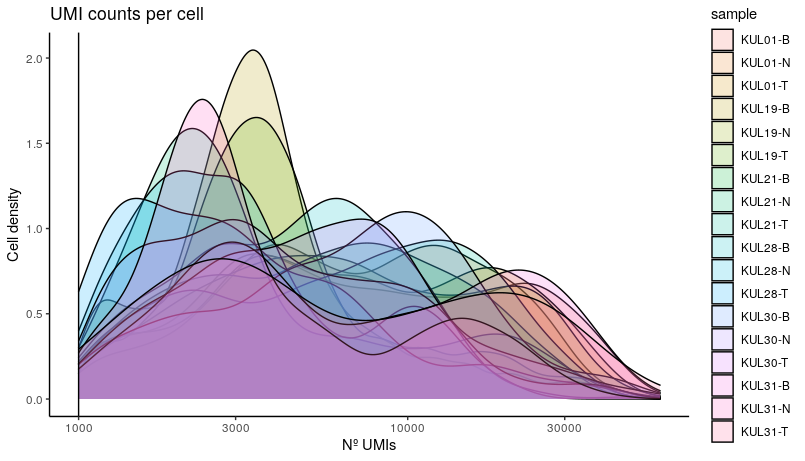 UMI counts per cell
sample
KUL01-B
KUL01-N
KUL01-T
KUL19-B
KUL19-N
KUL19-T
KUL21-B
KUL21-N
KUL21-T
KUL28-B
KUL28-N
KUL28-T
KUL30-B
KUL30-N
KUL30-T
KUL31-B
KUL31-N
KUL31-T
Cell density
2.0
1.5
1.0
0.5
0.0
1000 3000 10000 30000
Nº UMIs